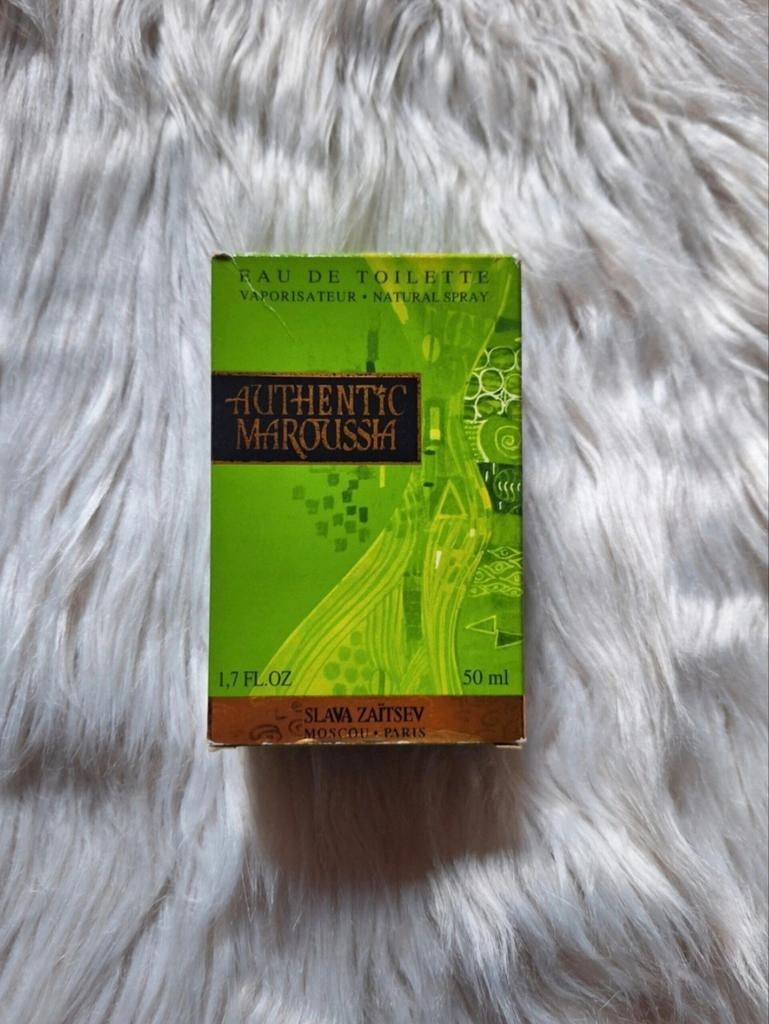 EAU DE TOILETTE
VAPORISATEUR • NATURAL SPRAY
AUTHENTIC
MAROUSSIA
1,7 FL.OZ 50 ml
SLAVA ZAÏTSEV
MOSCOU • PARIS